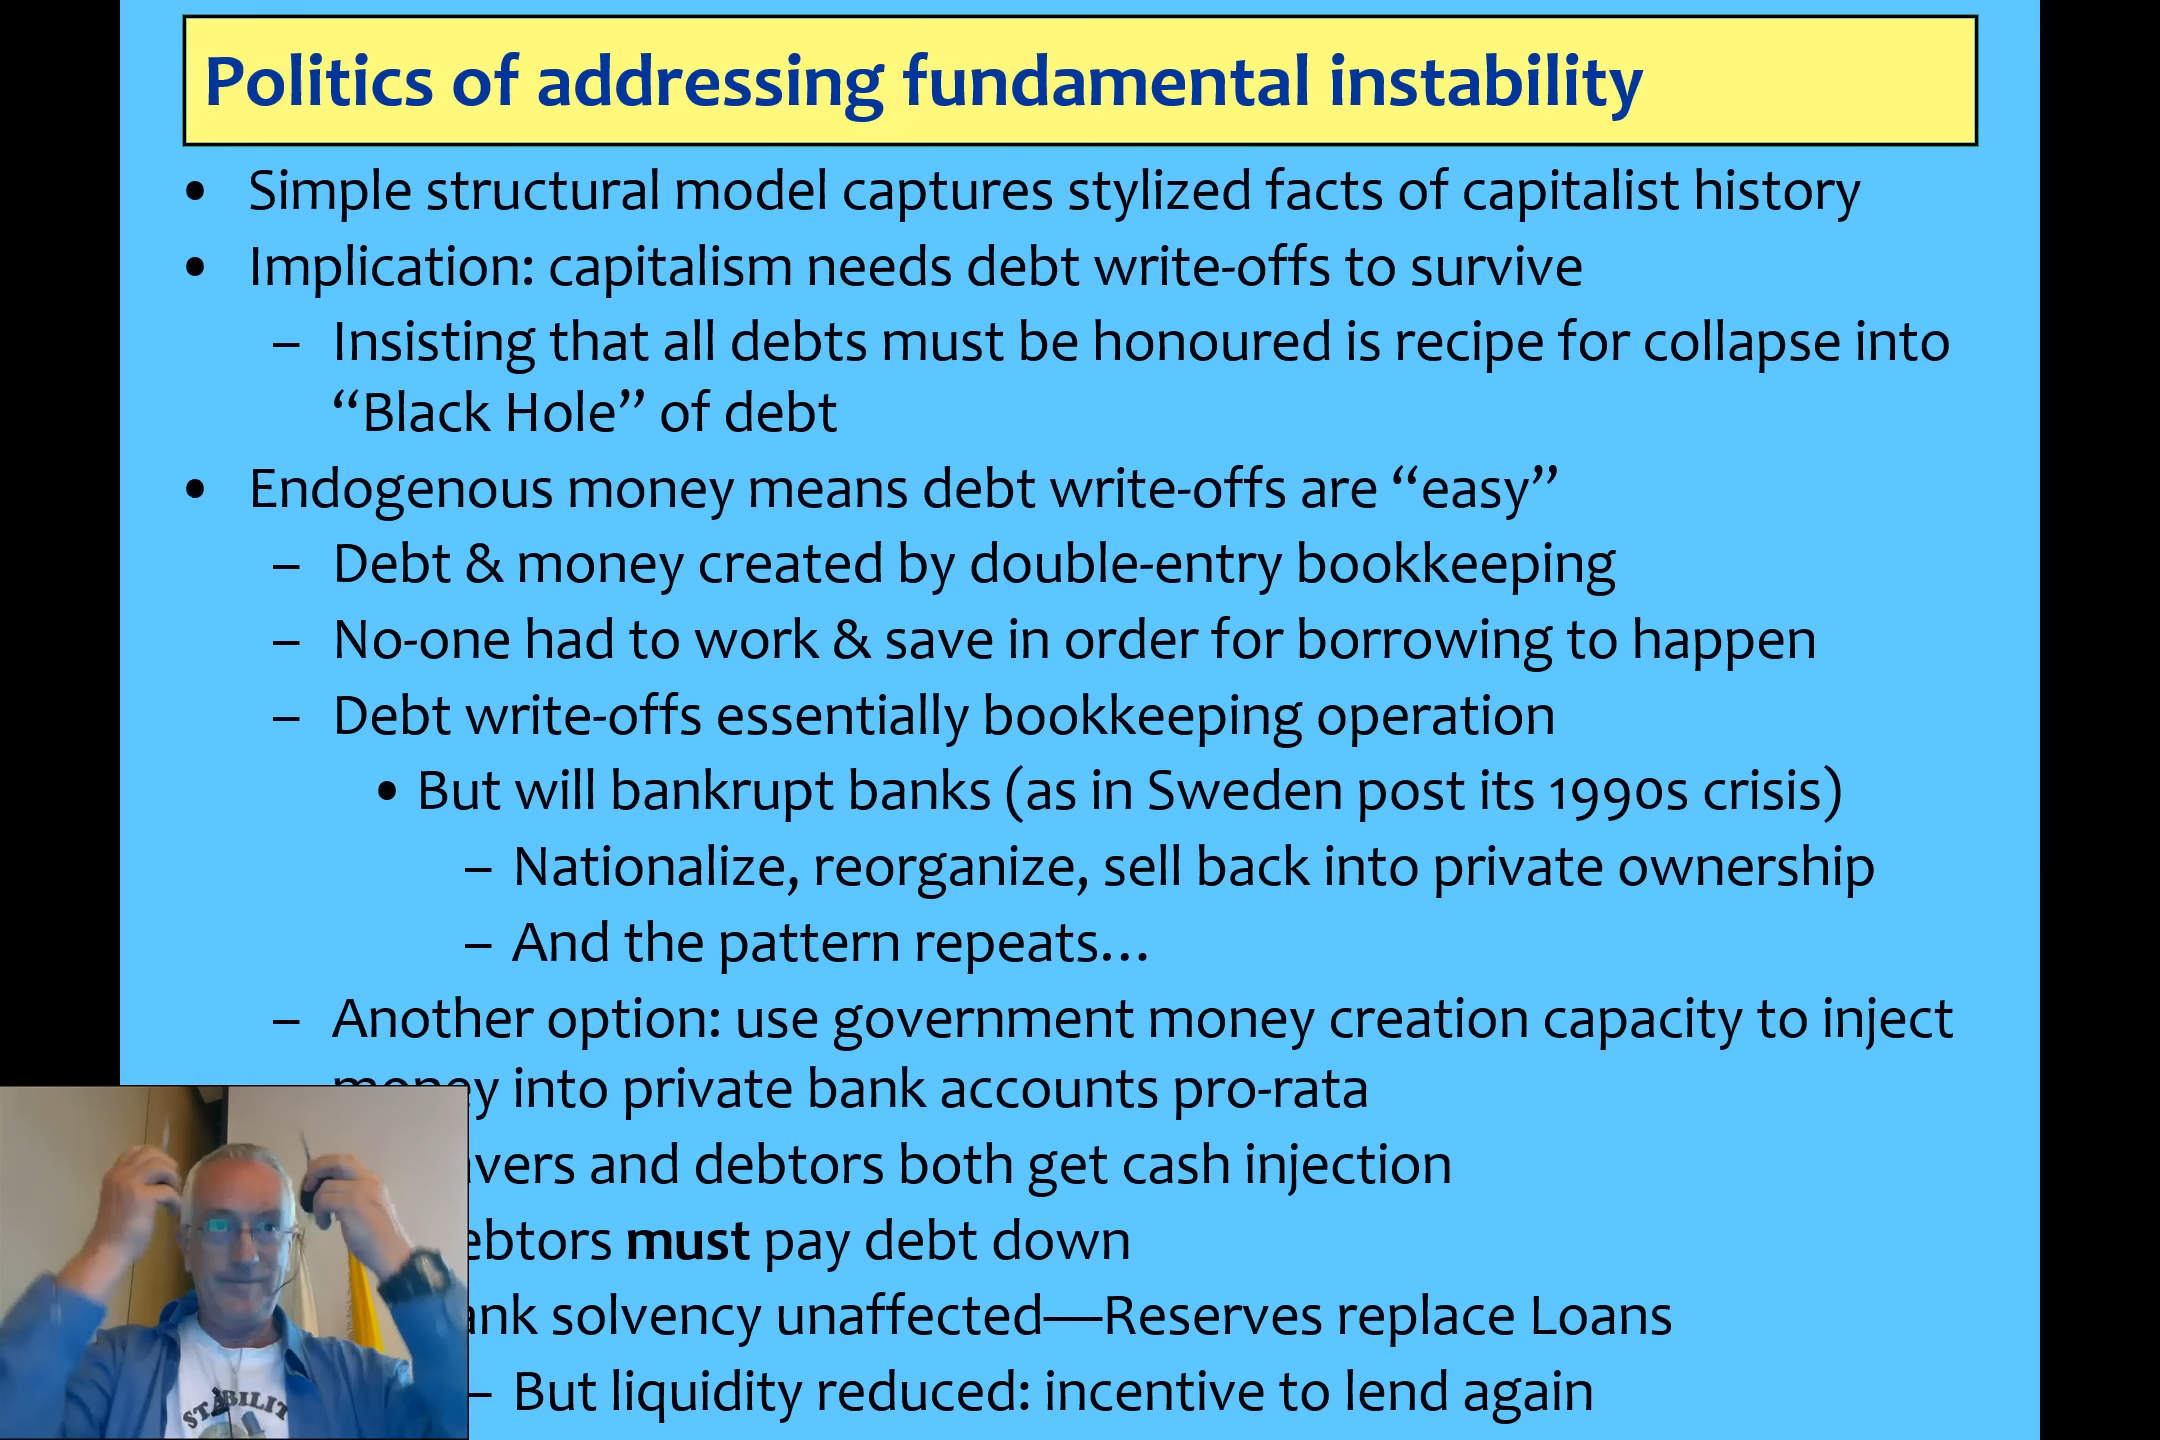 Politics of addressing fundamental instability
• Simple structural model captures stylized facts of capitalist history
• Implication: capitalism needs debt write-offs to survive
– Insisting that all debts must be honoured is recipe for collapse into
“Black Hole” of debt
• Endogenous money means debt write-offs are “easy”
– Debt & money created by double-entry bookkeeping
– No-one had to work & save in order for borrowing to happen
– Debt write-offs essentially bookkeeping operation
• But will bankrupt banks (as in Sweden post its 1990s crisis)
– Nationalize, reorganize, sell back into private ownership
– And the pattern repeats…
– Another option: use government money creation capacity to inject
money into private bank accounts pro-rata
avers and debtors both get cash injection
ebtors must pay debt down
ank solvency unaffected—Reserves replace Loans
– But liquidity reduced: incentive to lend again
STABILIT